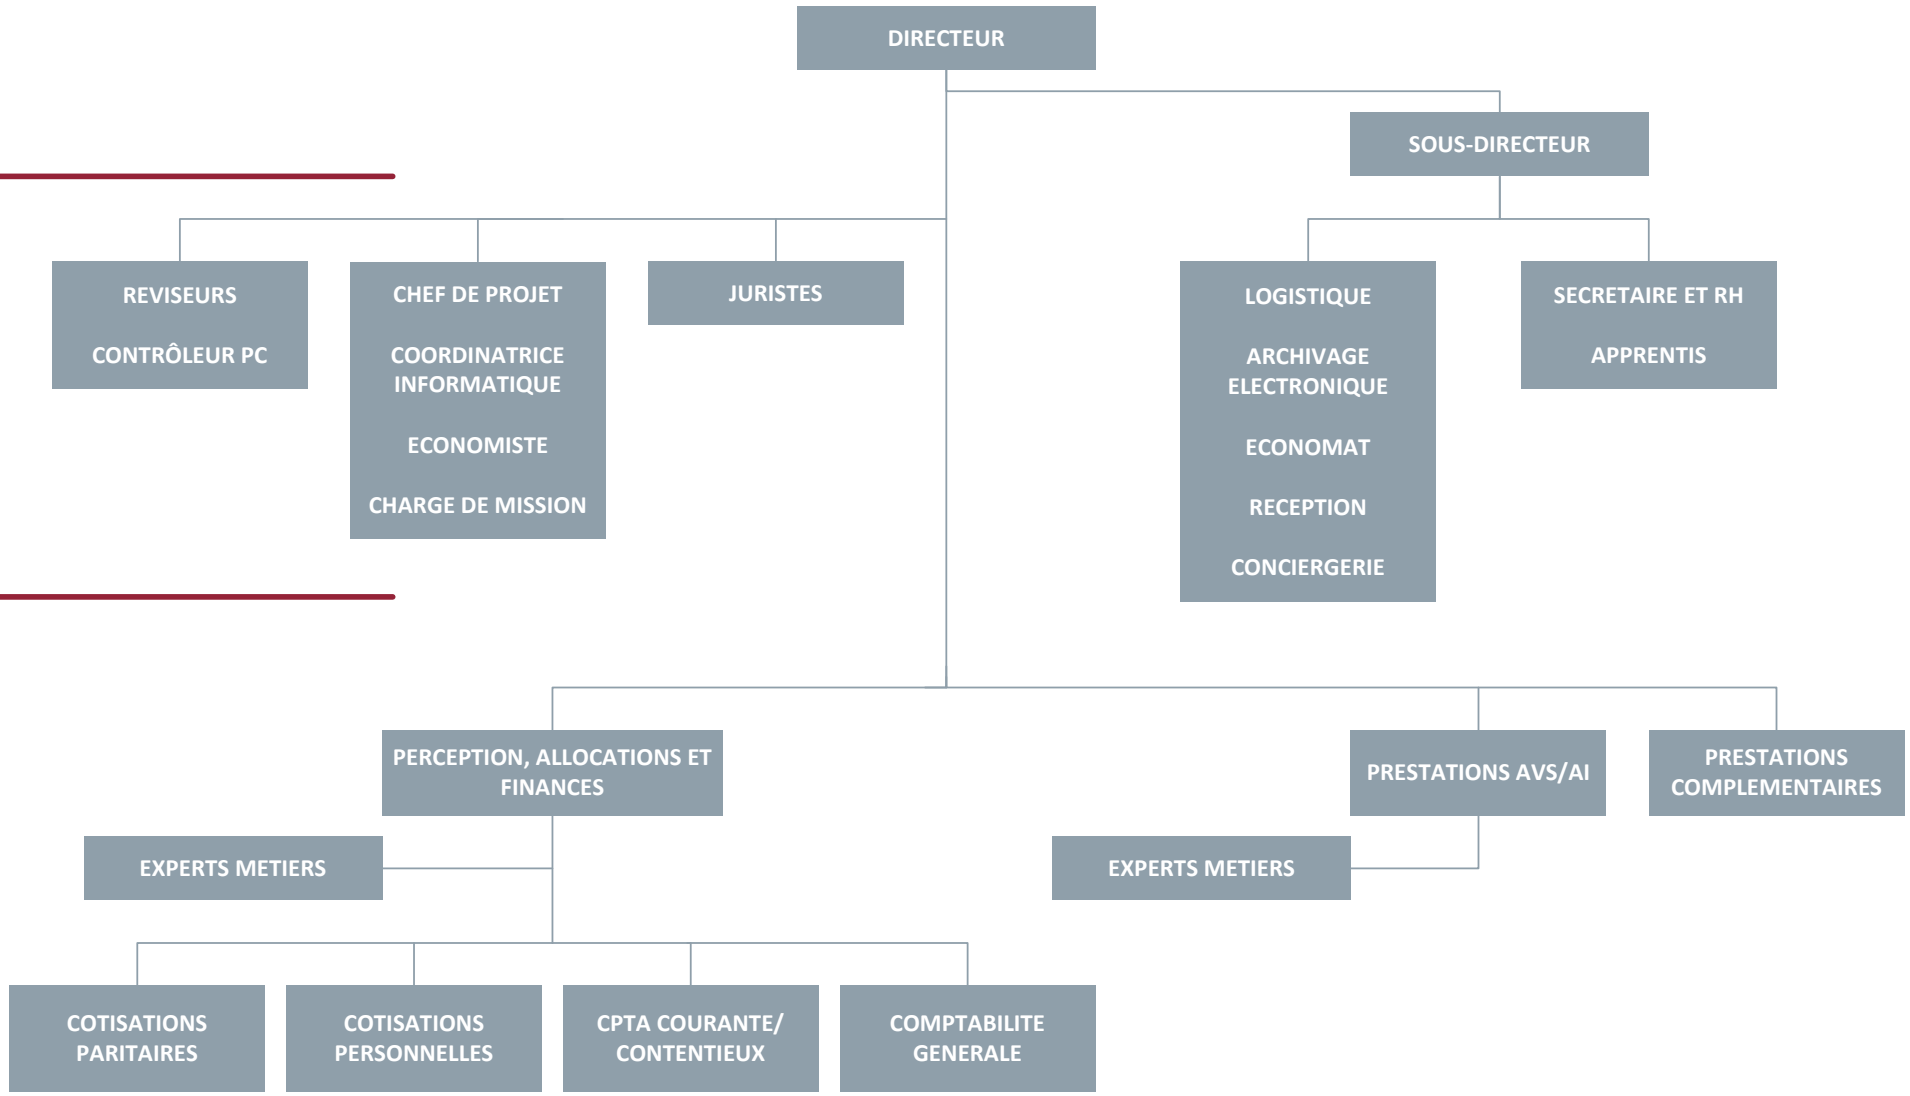 DIRECTEUR
SOUS-DIRECTEUR
REVISEURS
CONTRÔLEUR PC
CHEF DE PROJET
COORDINATRICE
INFORMATIQUE
ECONOMISTE
CHARGE DE MISSION
JURISTES
LOGISTIQUE
ARCHIVAGE
ELECTRONIQUE
ECONOMAT
RECEPTION
CONCIERGERIE
SECRETAIRE ET RH
APPRENTIS
PERCEPTION, ALLOCATIONS ET
FINANCES
PRESTATIONS AVS/AI
PRESTATIONS
COMPLEMENTAIRES
EXPERTS METIERS
EXPERTS METIERS
COTISATIONS
PARITAIRES
COTISATIONS
PERSONNELLES
CPTA COURANTE/
CONTENTIEUX
COMPTABILITE
GENERALE